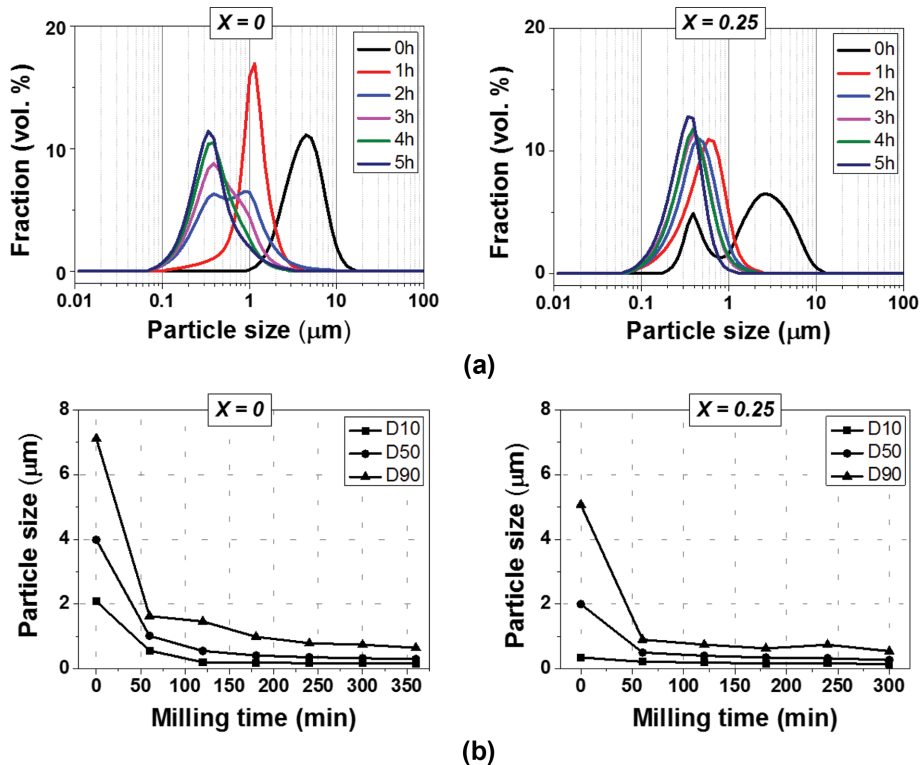 X = 0
Fraction (vol. %)
20
10
0
0h
1h
2h
3h
4h
5h
0.01 0.1 1 10 100
Particle size (μm)
X = 0.25
Fraction (vol. %)
20
10
0
0h
1h
2h
3h
4h
5h
0.01 0.1 1 10 100
Particle size (μm)
(a)
X = 0
Particle size (μm)
8
6
4
2
0
D10
D50
D90
0 50 100 150 200 250 300 350
Milling time (min)
X = 0.25
Particle size (μm)
8
6
4
2
0
D10
D50
D90
0 50 100 150 200 250 300
Milling time (min)
(b)